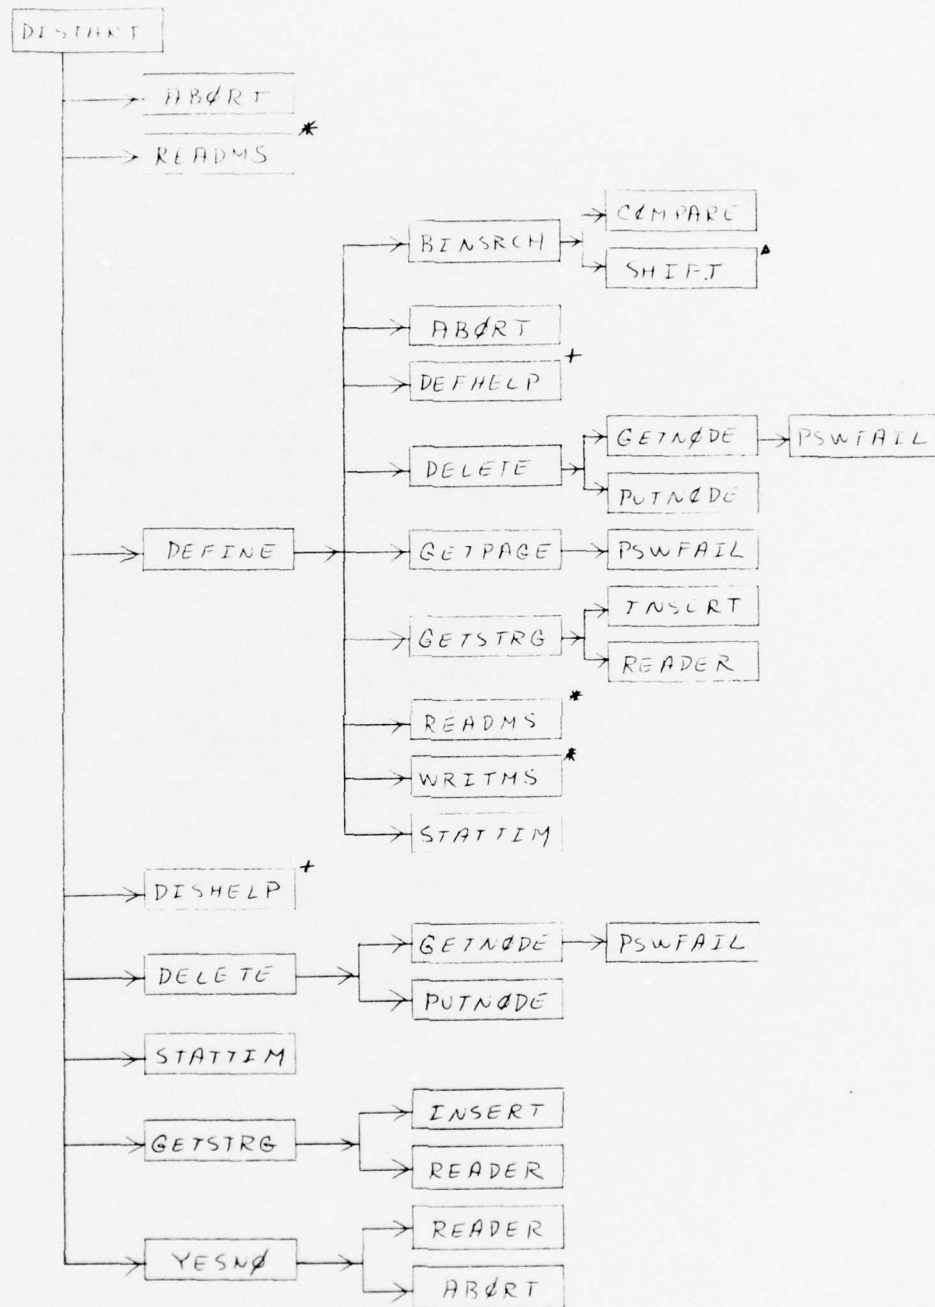 DISTART
ABØRT
READMS *
BINSRCH
CØMPARE
SHIFT Δ
ABØRT
DEFHELP +
DELETE
GETNØDE
PSWFAIL
PUTNØDE
DEFINE
GETPAGE
PSWFAIL
GETSTRG
INSERT
READER
READMS *
WRITMS *
STATTIM
DISHELP +
DELETE
GETNØDE
PSWFAIL
PUTNØDE
STATTIM
GETSTRG
INSERT
READER
YESNØ
READER
ABØRT